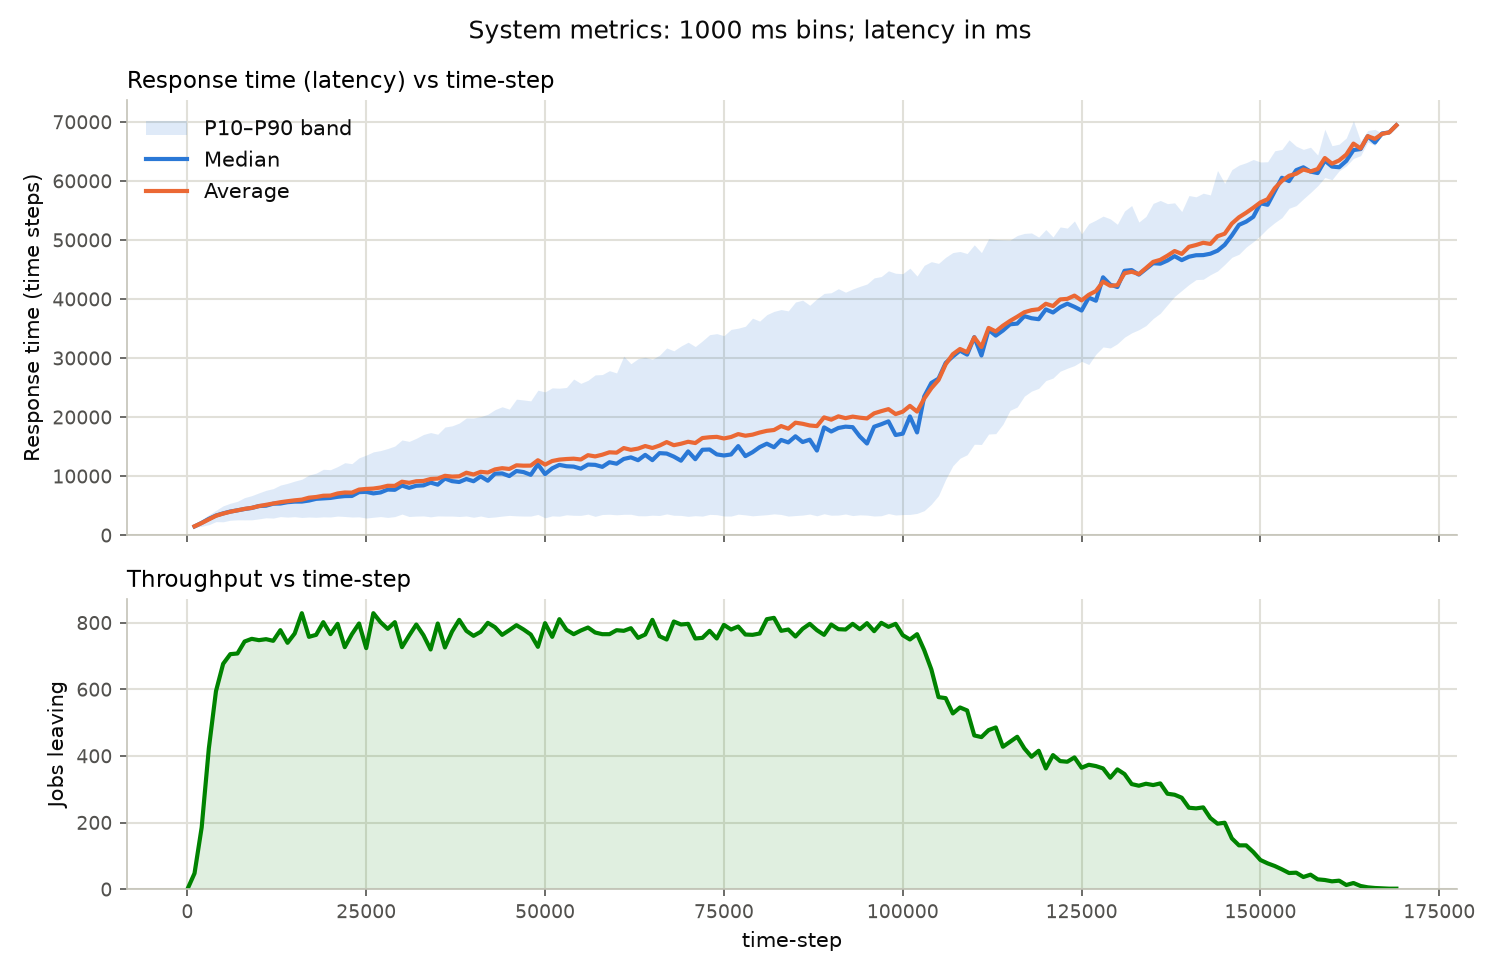 System metrics: 1000 ms bins; latency in ms
Response time (latency) vs time-step
P10–P90 band
Median
Average
Response time (time steps)
70000
60000
50000
40000
30000
20000
10000
0
Throughput vs time-step
Jobs leaving
800
600
400
200
0
0
25000
50000
75000
100000
125000
150000
175000
time-step